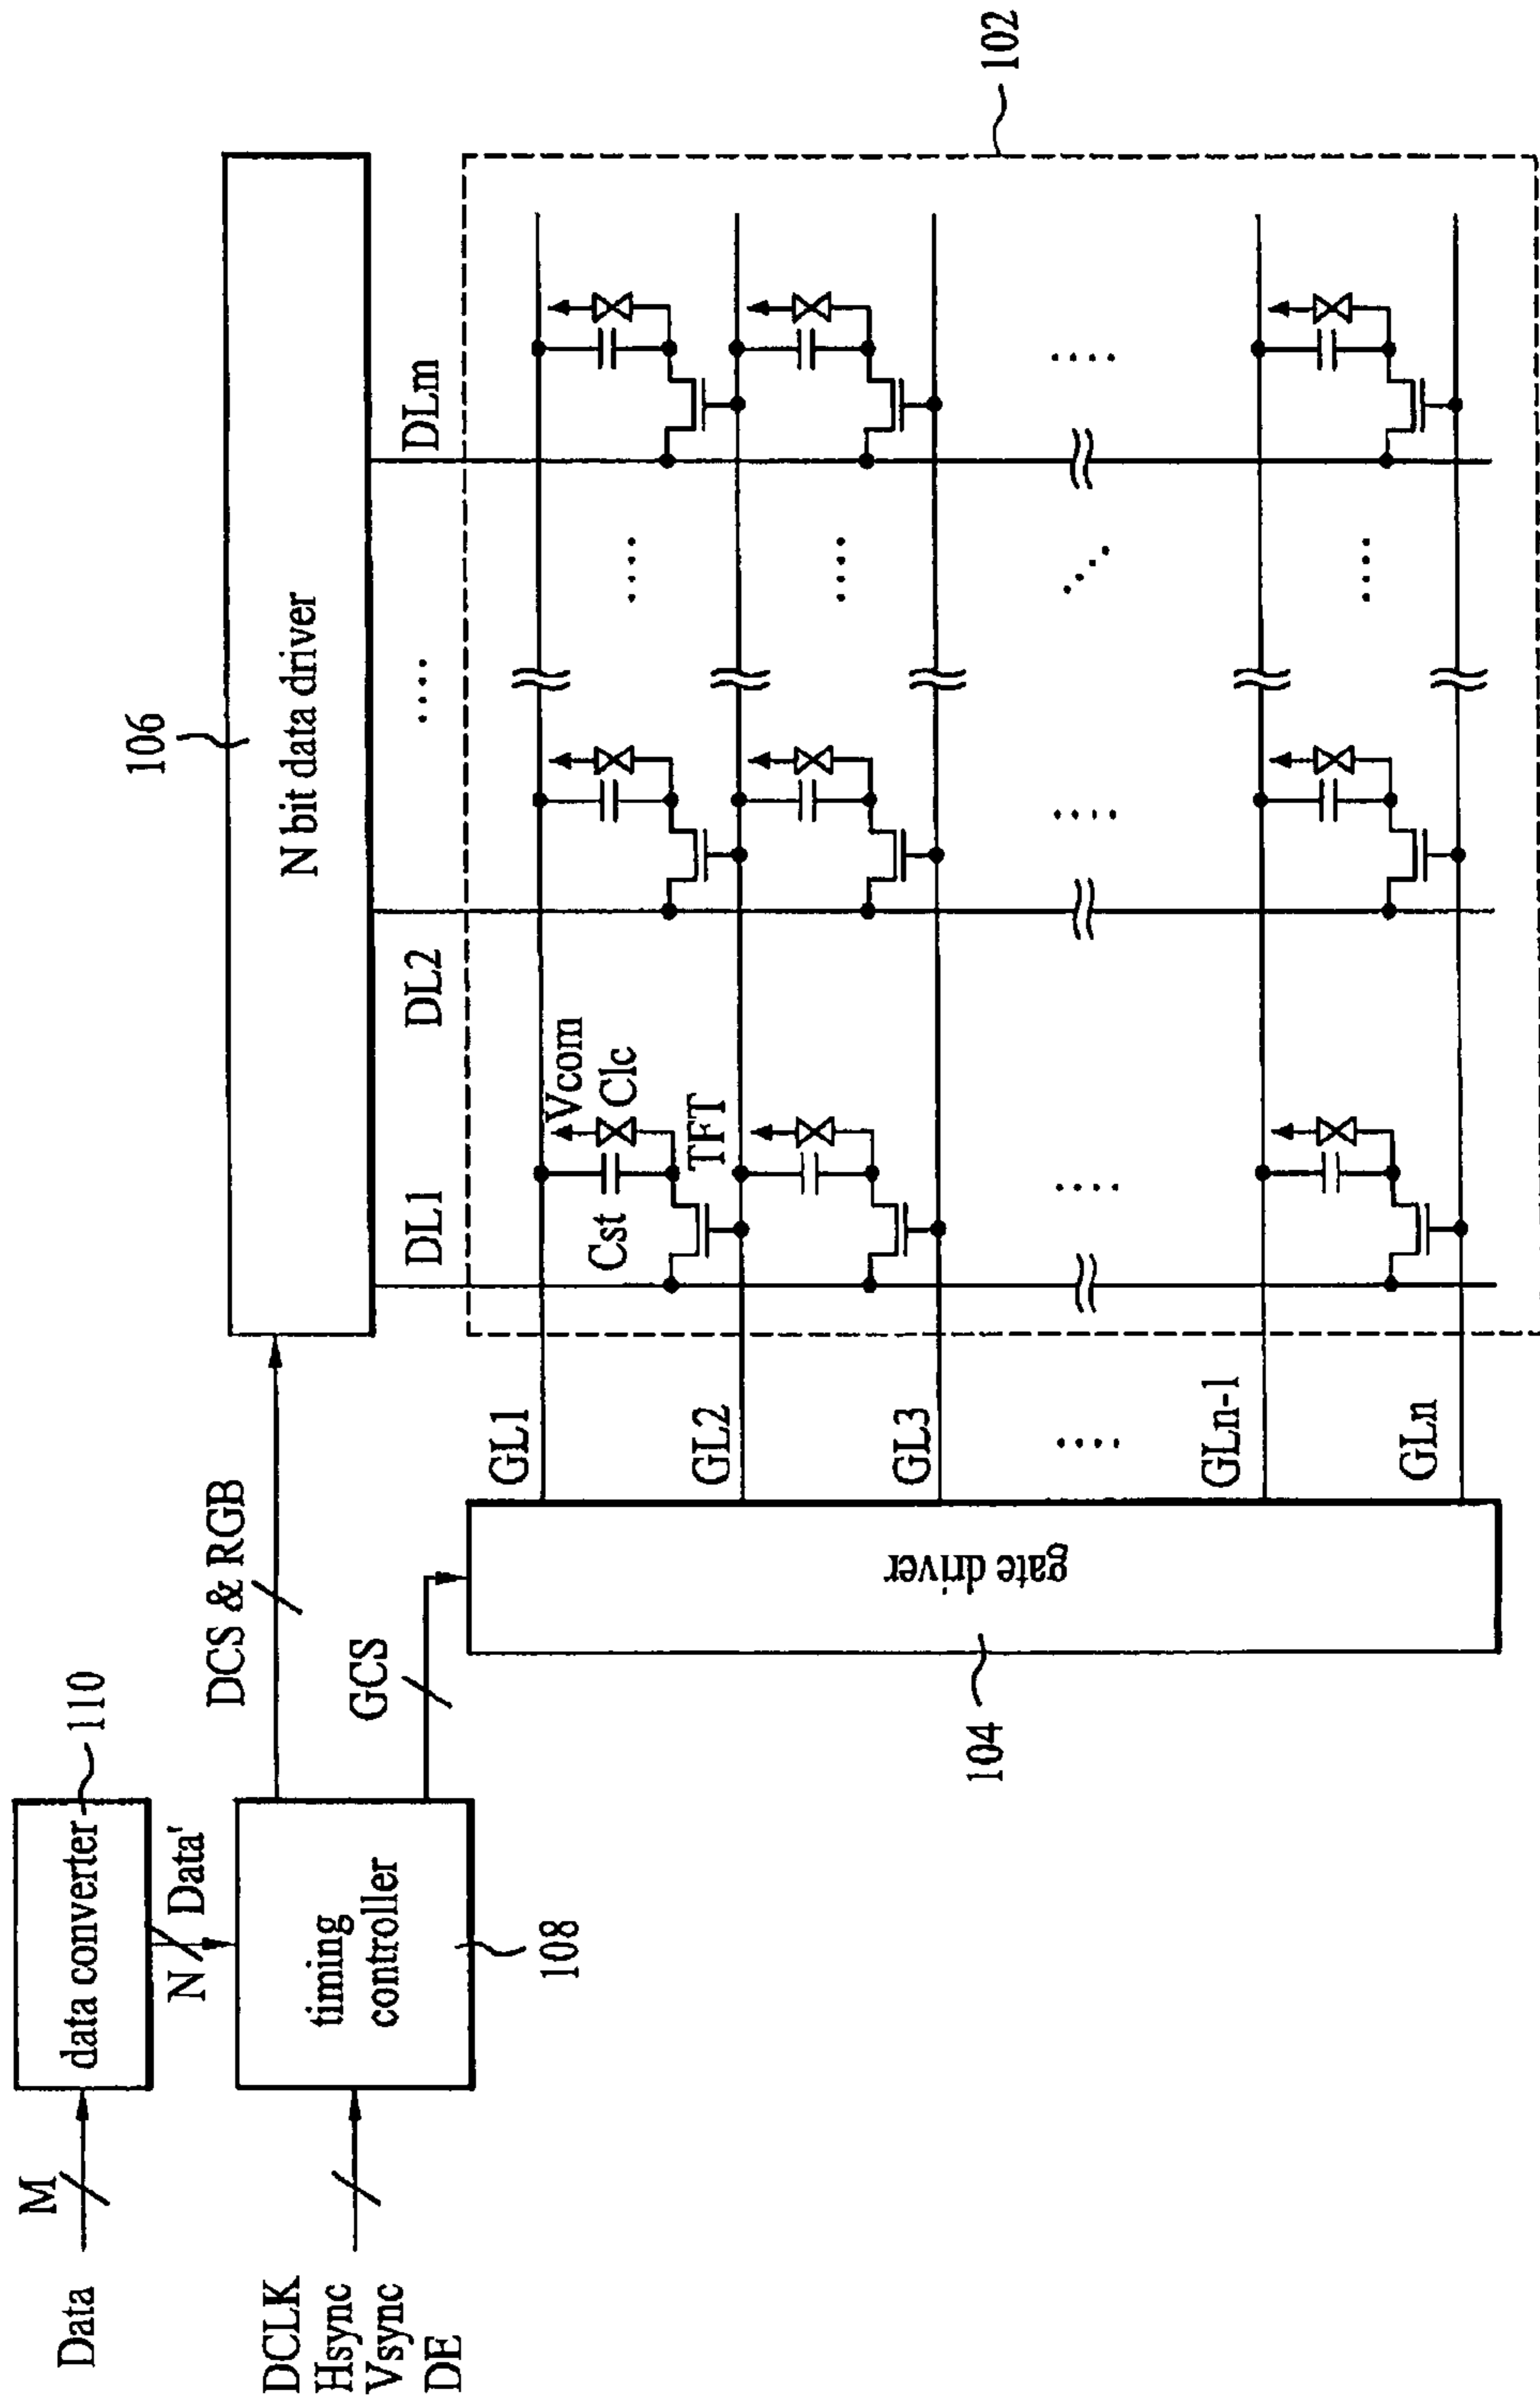 Data
M
data converter
110
N
Data'
DCLK
Hsync
Vsync
DE
timing
controller
108
DCS & RGB
GCS
106
N bit data driver
DL1
DL2
....
DLm
102
104
gate driver
GL1
GL2
GL3
....
GLn-1
GLn
Vcom
Clc
Cst
TFT
....
....
....
....
....
....
....